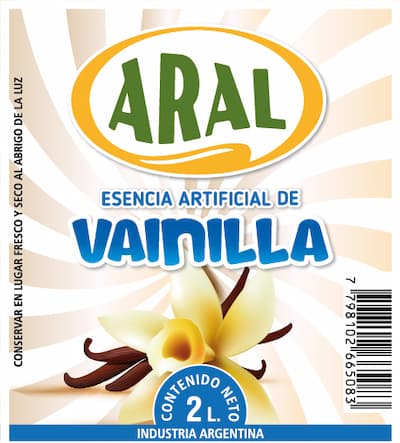 ARAL
ESENCIA ARTIFICIAL DE
VAINILLA
CONSERVAR EN LUGAR FRESCO Y SECO AL ABRIGO DE LA LUZ
7 798102 665083
CONTENIDO NETO
2 L.
INDUSTRIA ARGENTINA